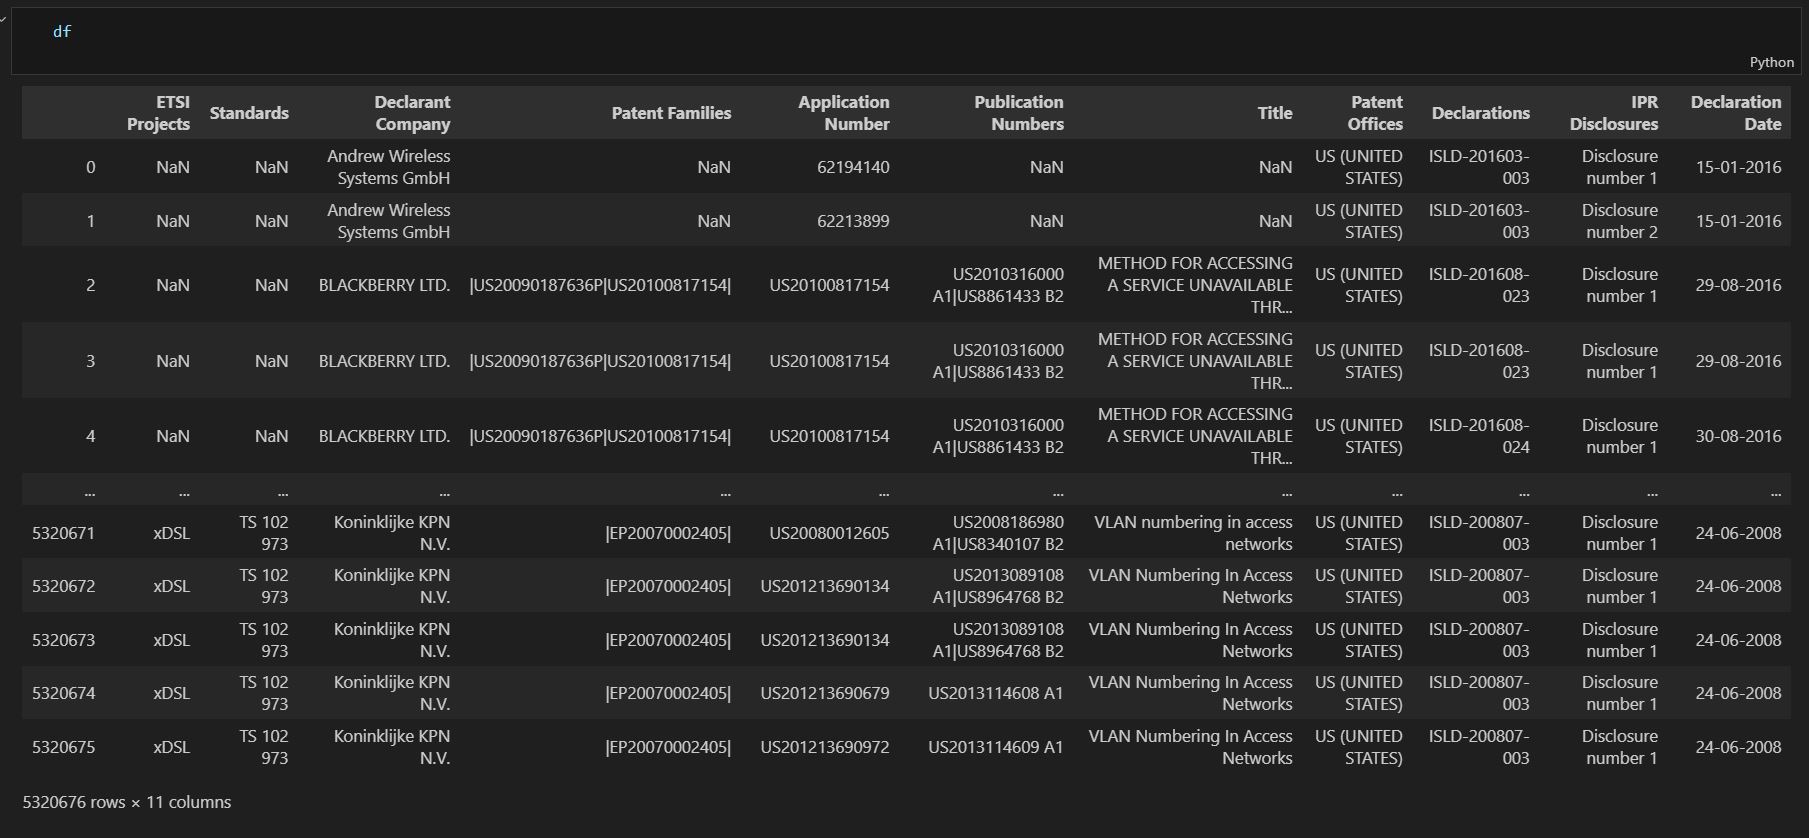 df
Python
ETSI Projects Standards Declarant Company Patent Families Application Number Publication Numbers Title Patent Offices Declarations IPR Disclosures Declaration Date
0 NaN NaN Andrew Wireless Systems GmbH NaN 62194140 NaN NaN US (UNITED STATES) ISLD-201603-003 Disclosure number 1 15-01-2016
1 NaN NaN Andrew Wireless Systems GmbH NaN 62213899 NaN NaN US (UNITED STATES) ISLD-201603-003 Disclosure number 2 15-01-2016
2 NaN NaN BLACKBERRY LTD. |US20090187636P|US20100817154| US20100817154 US2010316000 A1|US8861433 B2 METHOD FOR ACCESSING A SERVICE UNAVAILABLE THR... US (UNITED STATES) ISLD-201608-023 Disclosure number 1 29-08-2016
3 NaN NaN BLACKBERRY LTD. |US20090187636P|US20100817154| US20100817154 US2010316000 A1|US8861433 B2 METHOD FOR ACCESSING A SERVICE UNAVAILABLE THR... US (UNITED STATES) ISLD-201608-023 Disclosure number 1 29-08-2016
4 NaN NaN BLACKBERRY LTD. |US20090187636P|US20100817154| US20100817154 US2010316000 A1|US8861433 B2 METHOD FOR ACCESSING A SERVICE UNAVAILABLE THR... US (UNITED STATES) ISLD-201608-024 Disclosure number 1 30-08-2016
... ... ... ... ... ... ... ... ... ... ... ...
5320671 xDSL TS 102 973 Koninklijke KPN N.V. |EP20070002405| US20080012605 US2008186980 A1|US8340107 B2 VLAN numbering in access networks US (UNITED STATES) ISLD-200807-003 Disclosure number 1 24-06-2008
5320672 xDSL TS 102 973 Koninklijke KPN N.V. |EP20070002405| US201213690134 US2013089108 A1|US8964768 B2 VLAN Numbering In Access Networks US (UNITED STATES) ISLD-200807-003 Disclosure number 1 24-06-2008
5320673 xDSL TS 102 973 Koninklijke KPN N.V. |EP20070002405| US201213690134 US2013089108 A1|US8964768 B2 VLAN Numbering In Access Networks US (UNITED STATES) ISLD-200807-003 Disclosure number 1 24-06-2008
5320674 xDSL TS 102 973 Koninklijke KPN N.V. |EP20070002405| US201213690679 US2013114608 A1 VLAN Numbering In Access Networks US (UNITED STATES) ISLD-200807-003 Disclosure number 1 24-06-2008
5320675 xDSL TS 102 973 Koninklijke KPN N.V. |EP20070002405| US201213690972 US2013114609 A1 VLAN Numbering In Access Networks US (UNITED STATES) ISLD-200807-003 Disclosure number 1 24-06-2008
5320676 rows × 11 columns